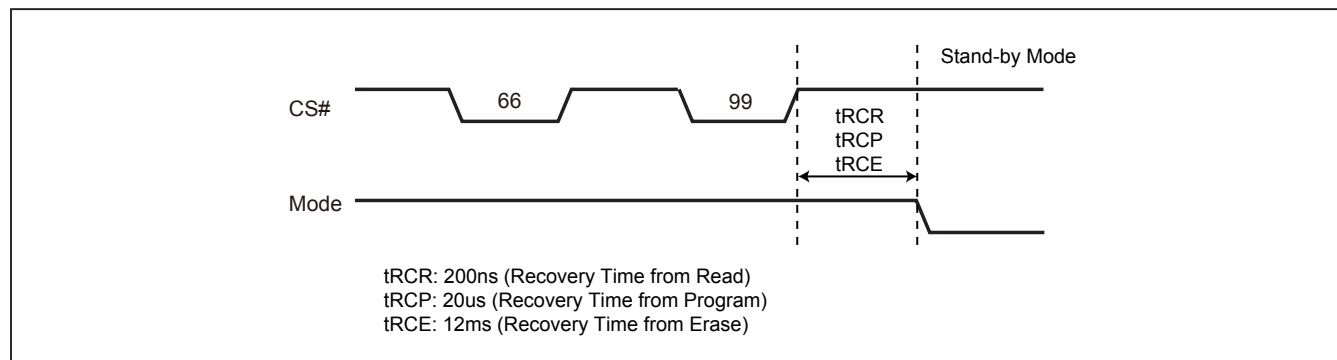 Stand-by Mode
CS#
66
99
tRCR
tRCP
tRCE
Mode
tRCR: 200ns (Recovery Time from Read)
tRCP: 20us (Recovery Time from Program)
tRCE: 12ms (Recovery Time from Erase)